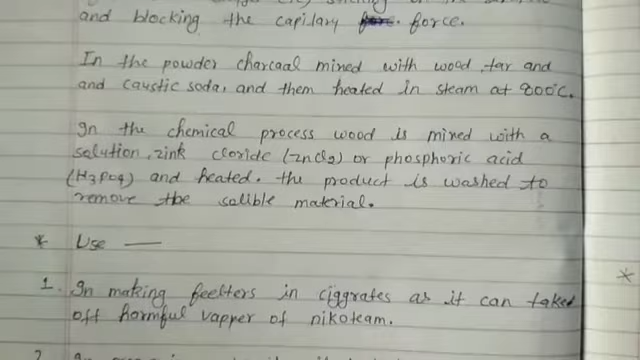 and blocking the capilary force.
In the powder charcoal mixed with wood, tar and
and caustic soda, and them heated in steam at 800°C.
In the chemical process wood is mixed with a
solution, zink cloride (ZnCl2) or phosphoric acid
(H3PO4) and heated. the product is washed to
remove the solible material.
* Use —
1. In making feelters in ciggrates as it can taked
off harmful vapper of nikoteam.